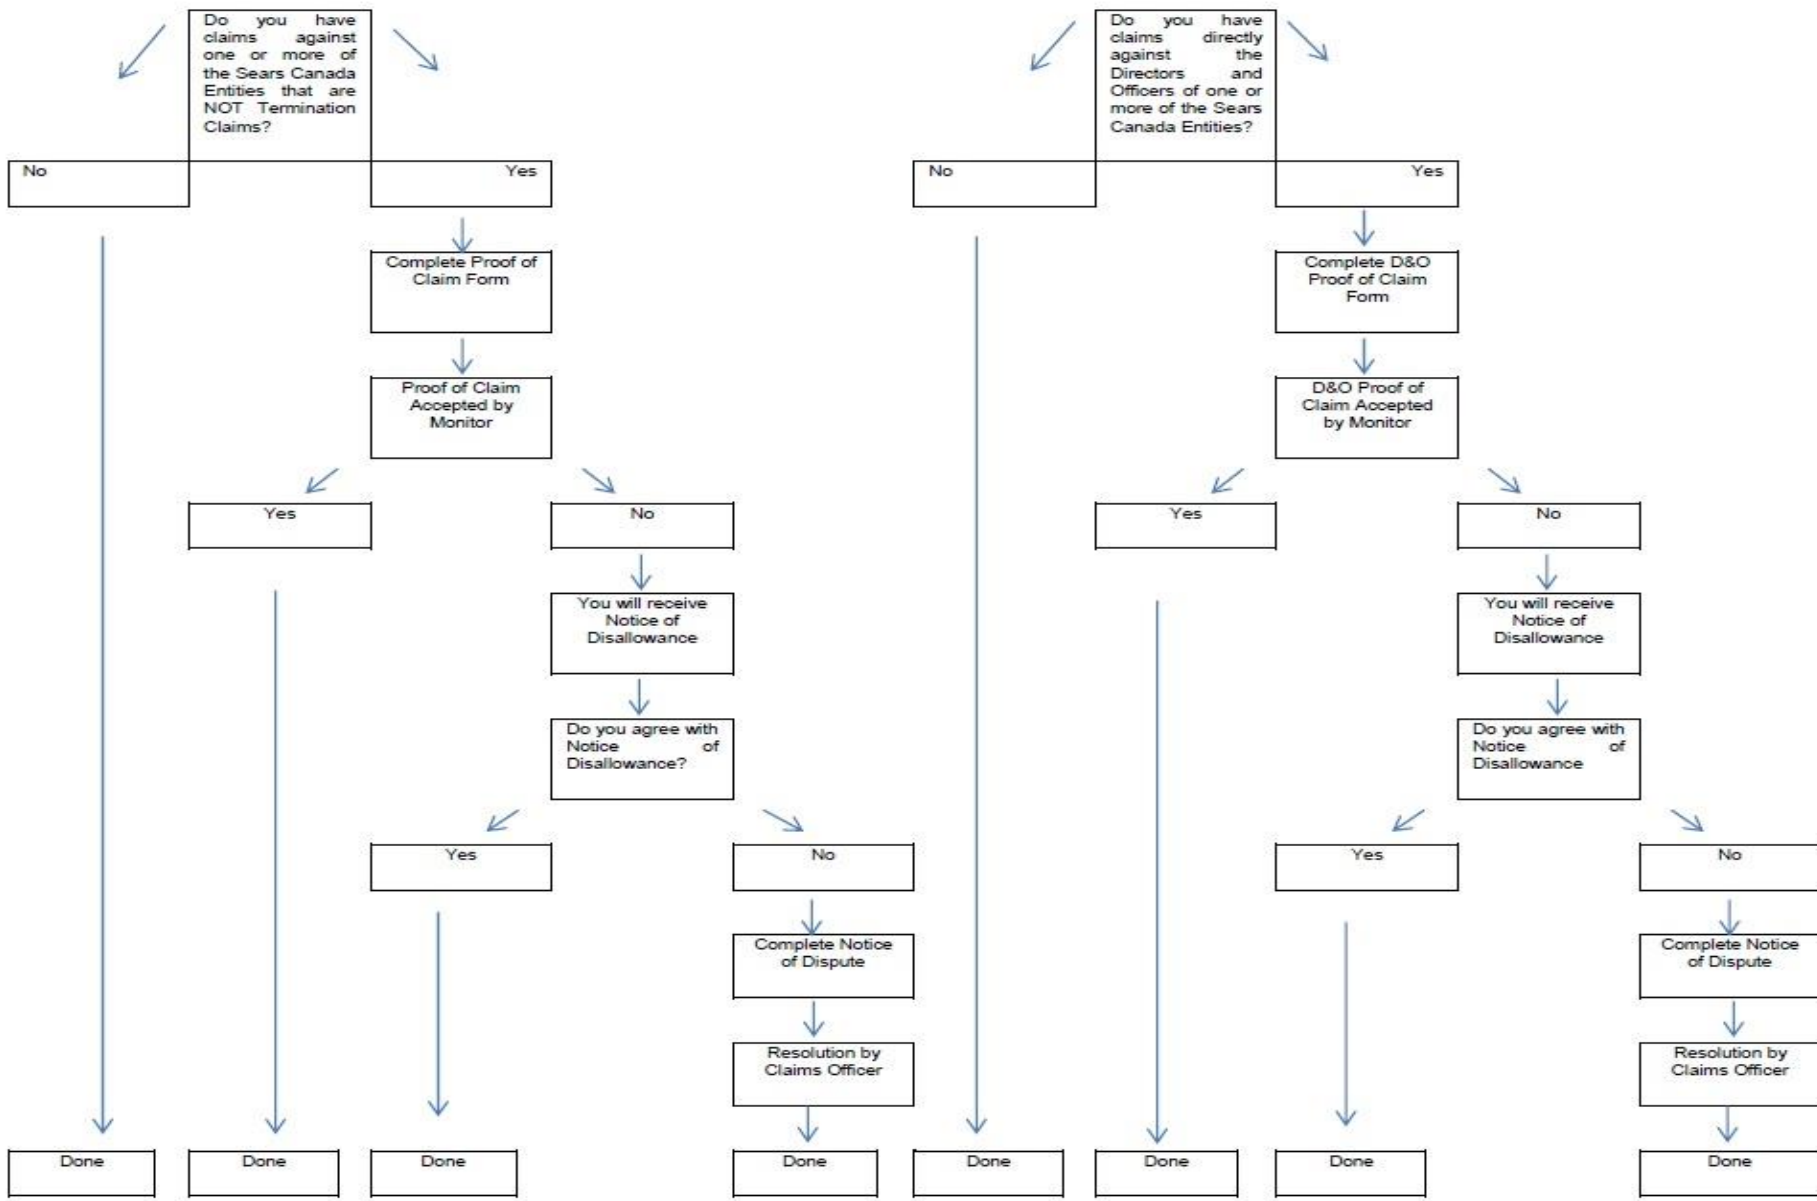 Do you have
claims against
one or more of
the Sears Canada
Entities that are
NOT Termination
Claims?
No
Yes
Complete Proof of
Claim Form
Proof of Claim
Accepted by
Monitor
Yes
No
You will receive
Notice of
Disallowance
Do you agree with
Notice of
Disallowance?
Yes
No
Complete Notice
of Dispute
Resolution by
Claims Officer
Done
Done
Done
Done
Do you have
claims directly
against the
Directors and
Officers of one or
more of the Sears
Canada Entities?
No
Yes
Complete D&O
Proof of Claim
Form
D&O Proof of
Claim Accepted
by Monitor
Yes
No
You will receive
Notice of
Disallowance
Do you agree with
Notice of
Disallowance
Yes
No
Complete Notice
of Dispute
Resolution by
Claims Officer
Done
Done
Done
Done